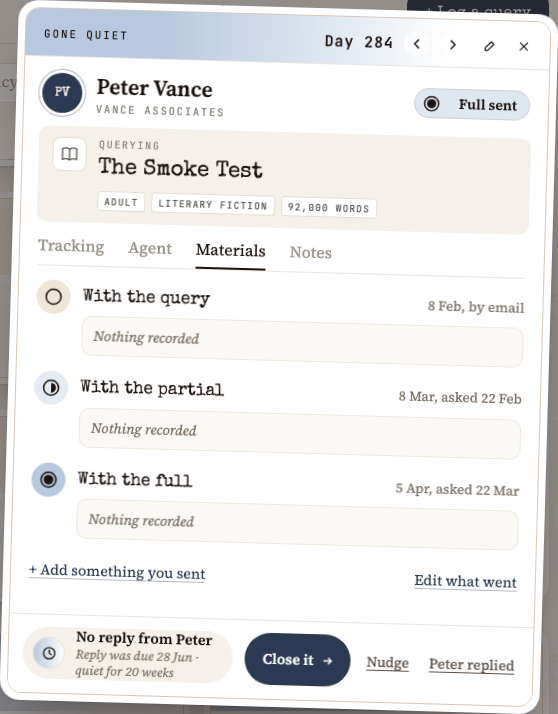 + Log a query
GONE QUIET
Day 284
PV
Peter Vance
VANCE ASSOCIATES
Full sent
QUERYING
The Smoke Test
ADULT
LITERARY FICTION
92,000 WORDS
Tracking
Agent
Materials
Notes
With the query
8 Feb, by email
Nothing recorded
With the partial
8 Mar, asked 22 Feb
Nothing recorded
With the full
5 Apr, asked 22 Mar
Nothing recorded
+ Add something you sent
Edit what went
No reply from Peter
Reply was due 28 Jun ·
quiet for 20 weeks
Close it →
Nudge
Peter replied